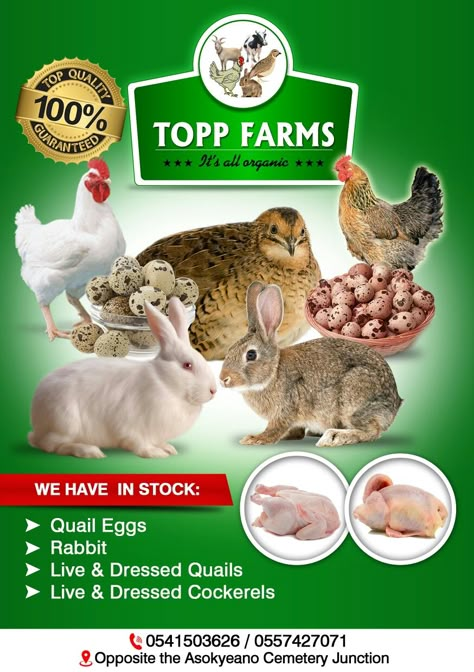 TOP QUALITY
100%
GUARANTEED
TOPP FARMS
It's all organic
WE HAVE IN STOCK:
Quail Eggs
Rabbit
Live & Dressed Quails
Live & Dressed Cockerels
0541503626 / 0557427071
Opposite the Asokyeano Cemetery Junction